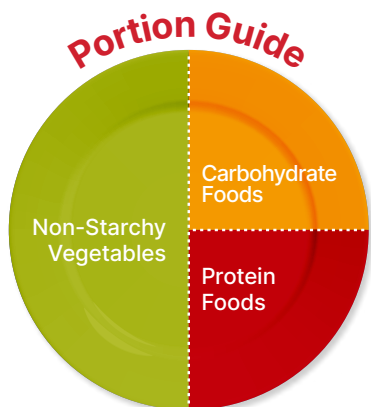 Portion Guide
Non-Starchy
Vegetables
Carbohydrate
Foods
Protein
Foods